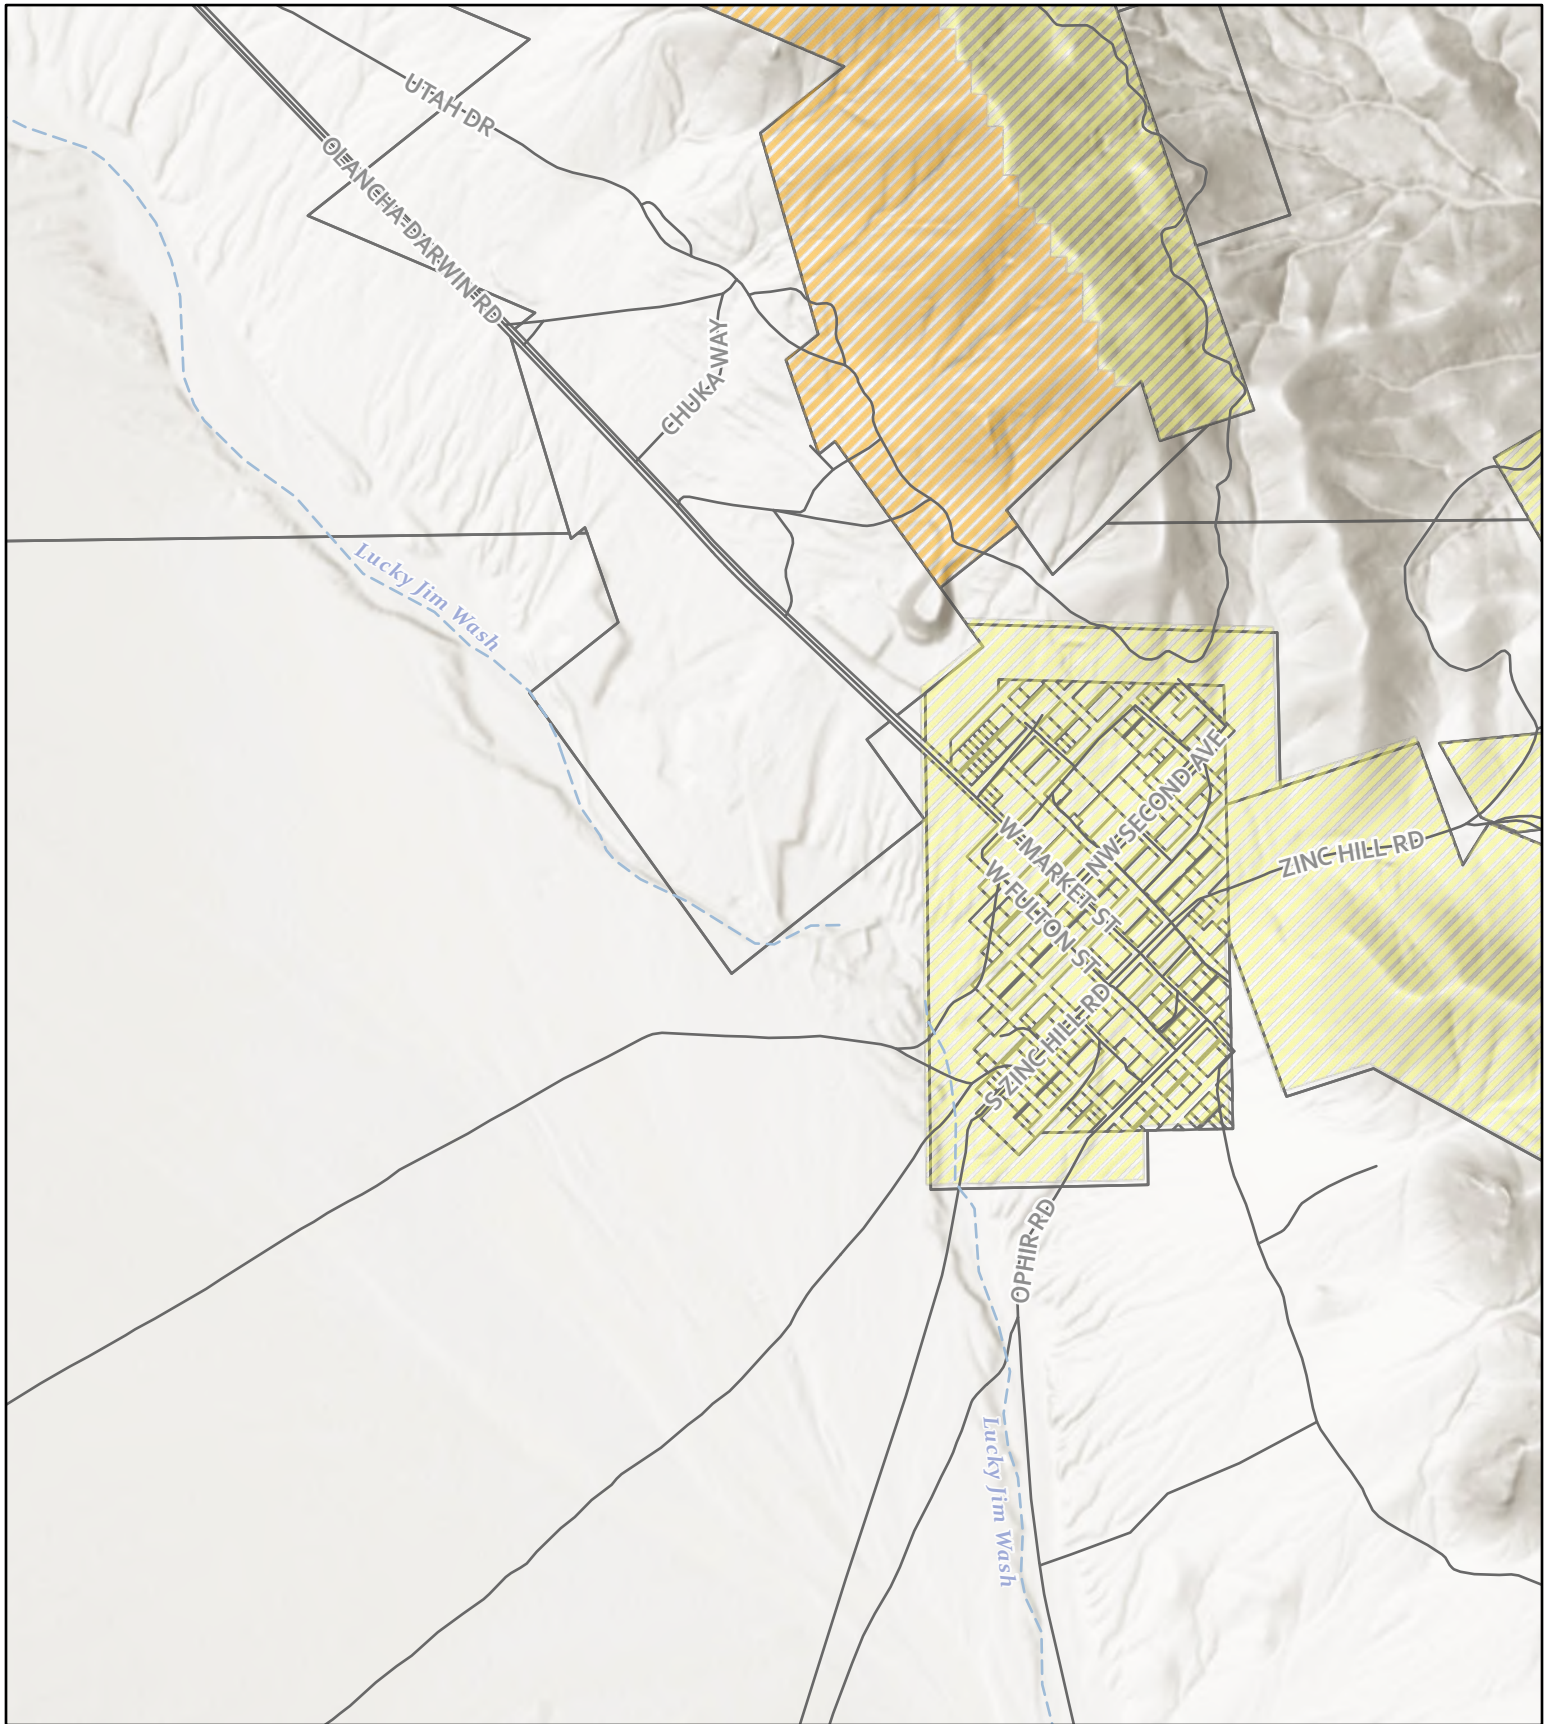 UTAH DR
OLANCHA-DARWIN RD
CHUKA WAY
Lucky Jim Wash
NW SECOND AVE
W MARKET ST
W FULTON ST
ZINC HILL RD
S ZINC HILL RD
OPHIR RD
Lucky Jim Wash